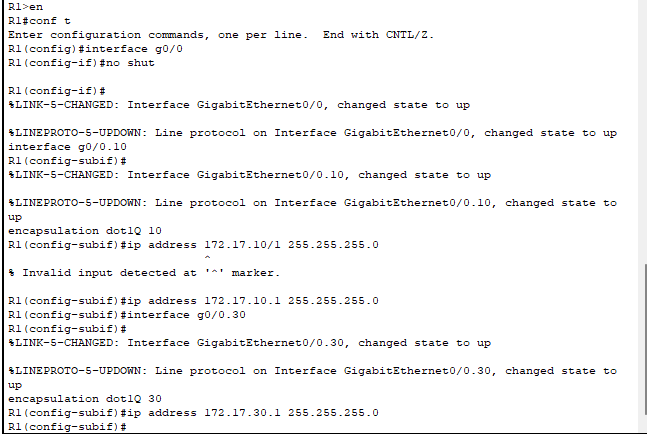 R1>en
R1#conf t
Enter configuration commands, one per line.  End with CNTL/Z.
R1(config)#interface g0/0
R1(config-if)#no shut
R1(config-if)#
%LINK-5-CHANGED: Interface GigabitEthernet0/0, changed state to up
%LINEPROTO-5-UPDOWN: Line protocol on Interface GigabitEthernet0/0, changed state to up
interface g0/0.10
R1(config-subif)#
%LINK-5-CHANGED: Interface GigabitEthernet0/0.10, changed state to up
%LINEPROTO-5-UPDOWN: Line protocol on Interface GigabitEthernet0/0.10, changed state to
up
encapsulation dot1Q 10
R1(config-subif)#ip address 172.17.10/1 255.255.255.0
^
% Invalid input detected at '^' marker.
R1(config-subif)#ip address 172.17.10.1 255.255.255.0
R1(config-subif)#interface g0/0.30
R1(config-subif)#
%LINK-5-CHANGED: Interface GigabitEthernet0/0.30, changed state to up
%LINEPROTO-5-UPDOWN: Line protocol on Interface GigabitEthernet0/0.30, changed state to
up
encapsulation dot1Q 30
R1(config-subif)#ip address 172.17.30.1 255.255.255.0
R1(config-subif)#